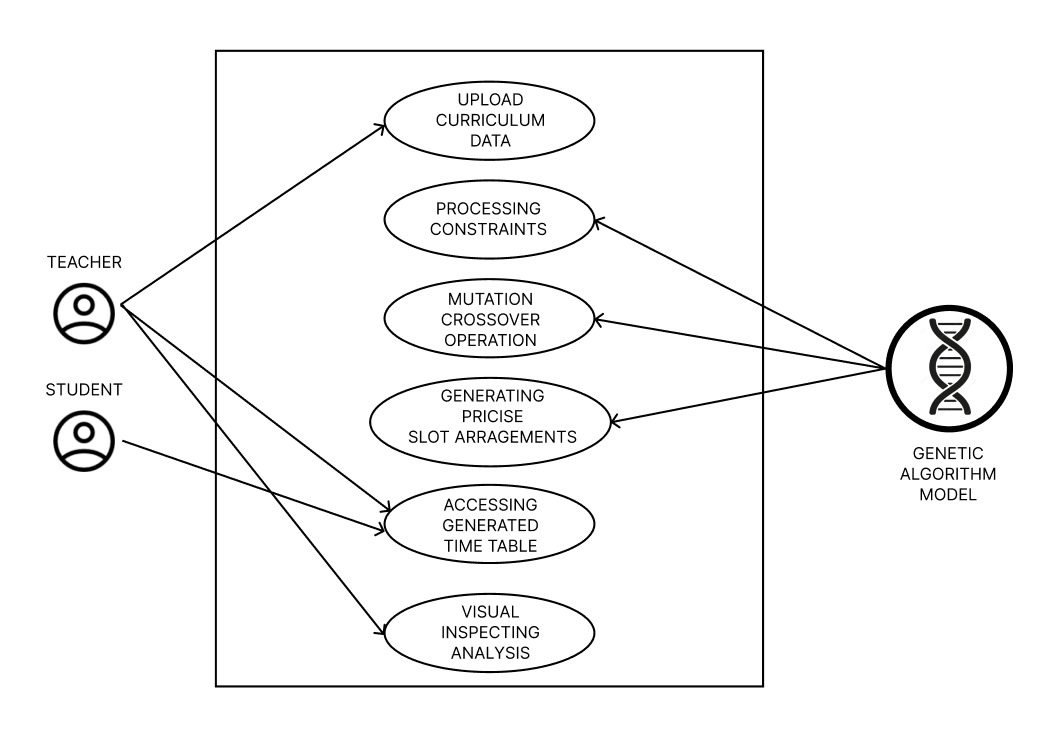 UPLOAD
CURRICULUM
DATA
PROCESSING
CONSTRAINTS
TEACHER
MUTATION
CROSSOVER
OPERATION
STUDENT
GENERATING
PRICISE
SLOT ARRAGEMENTS
GENETIC
ALGORITHM
MODEL
ACCESSING
GENERATED
TIME TABLE
VISUAL
INSPECTING
ANALYSIS